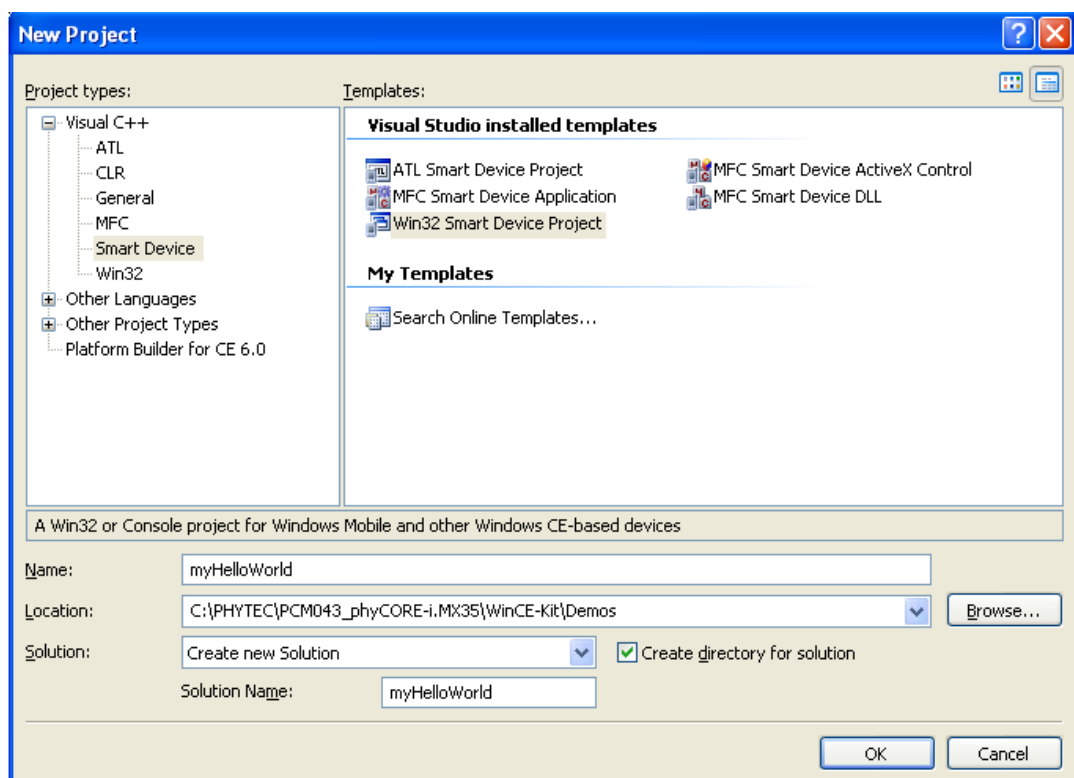 New Project
Project types:
Templates:
Visual C++
ATL
CLR
General
MFC
Smart Device
Win32
Other Languages
Other Project Types
Platform Builder for CE 6.0
Visual Studio installed templates
ATL Smart Device Project
MFC Smart Device ActiveX Control
MFC Smart Device Application
MFC Smart Device DLL
Win32 Smart Device Project
My Templates
Search Online Templates...
A Win32 or Console project for Windows Mobile and other Windows CE-based devices
Name:
myHelloWorld
Location:
C:\PHYTEC\PCM043_phyCORE-i.MX35\WinCE-Kit\Demos
Browse...
Solution:
Create new Solution
Create directory for solution
Solution Name:
myHelloWorld
OK
Cancel